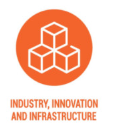 INDUSTRY, INNOVATION
AND INFRASTRUCTURE